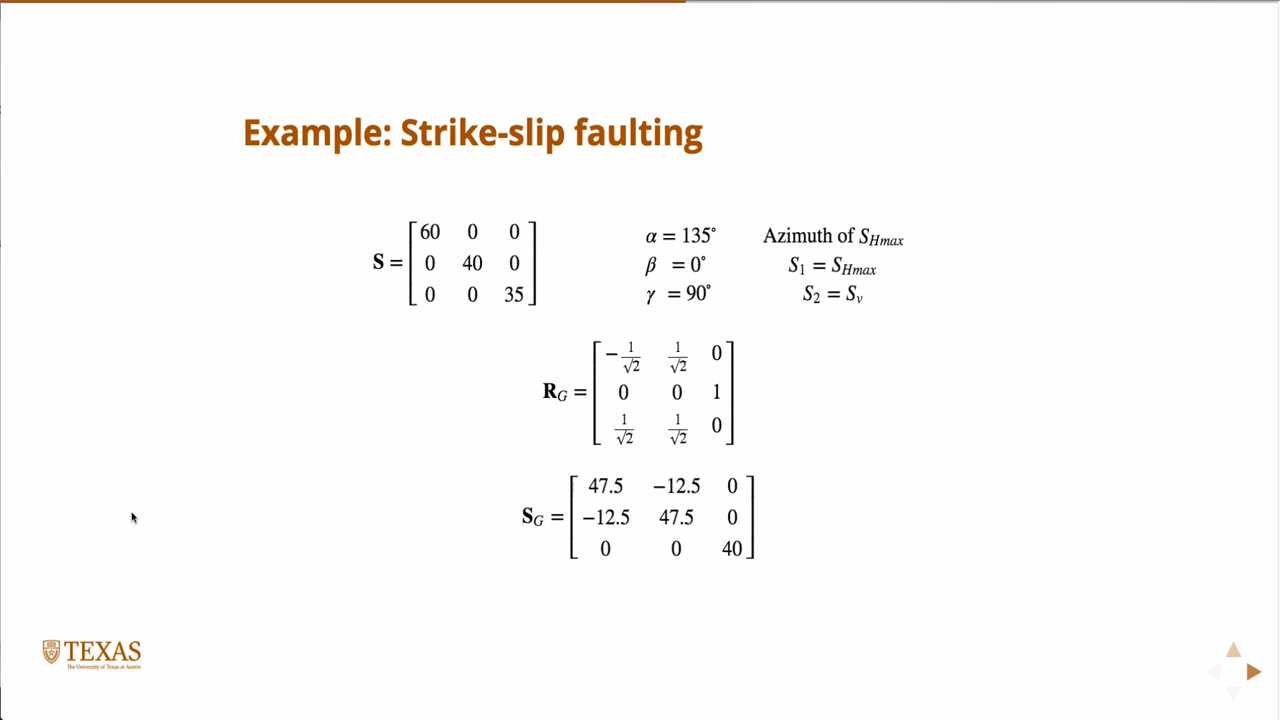 Example: Strike-slip faulting
S = [ 60 0 0
0 40 0
0 0 35 ]
α = 135° Azimuth of S_Hmax
β = 0° S_1 = S_Hmax
γ = 90° S_2 = S_v
R_G = [ −1/√2 1/√2 0
0 0 1
1/√2 1/√2 0 ]
S_G = [ 47.5 −12.5 0
−12.5 47.5 0
0 0 40 ]
TEXAS
The University of Texas at Austin